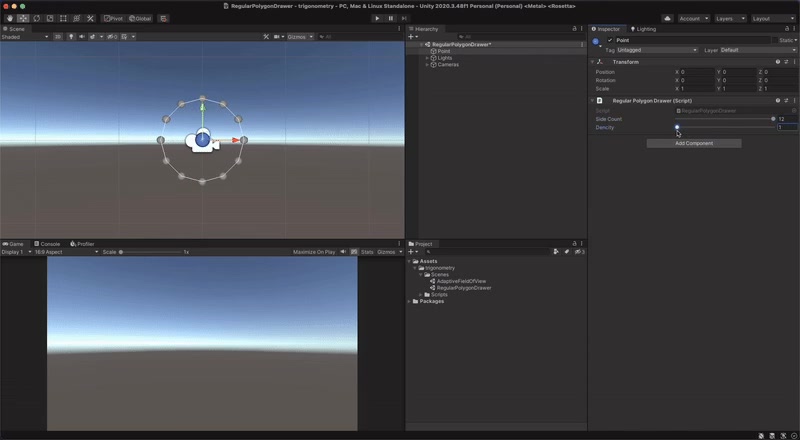 RegularPolygonDrawer - trigonometry - PC, Mac & Linux Standalone - Unity 2020.3.48f1 Personal (Personal) <Metal> <Rosetta>
Pivot Global Account Layers Layout
Scene
Shaded 2D Gizmos All
Hierarchy
All
RegularPolygonDrawer*
Point
Lights
Cameras
Inspector Lighting
Point Static
Tag Untagged Layer Default
Transform
Position X 0 Y 0 Z 0
Rotation X 0 Y 0 Z 0
Scale X 1 Y 1 Z 1
Regular Polygon Drawer (Script)
Script RegularPolygonDrawer
Side Count 12
Dencity 1
Add Component
Game Console Profiler
Display 1 16:9 Aspect Scale 1x Maximize On Play Stats Gizmos
Project
Assets
trigonometry
Scenes
AdaptiveFieldOfView
RegularPolygonDrawer
Scripts
Packages